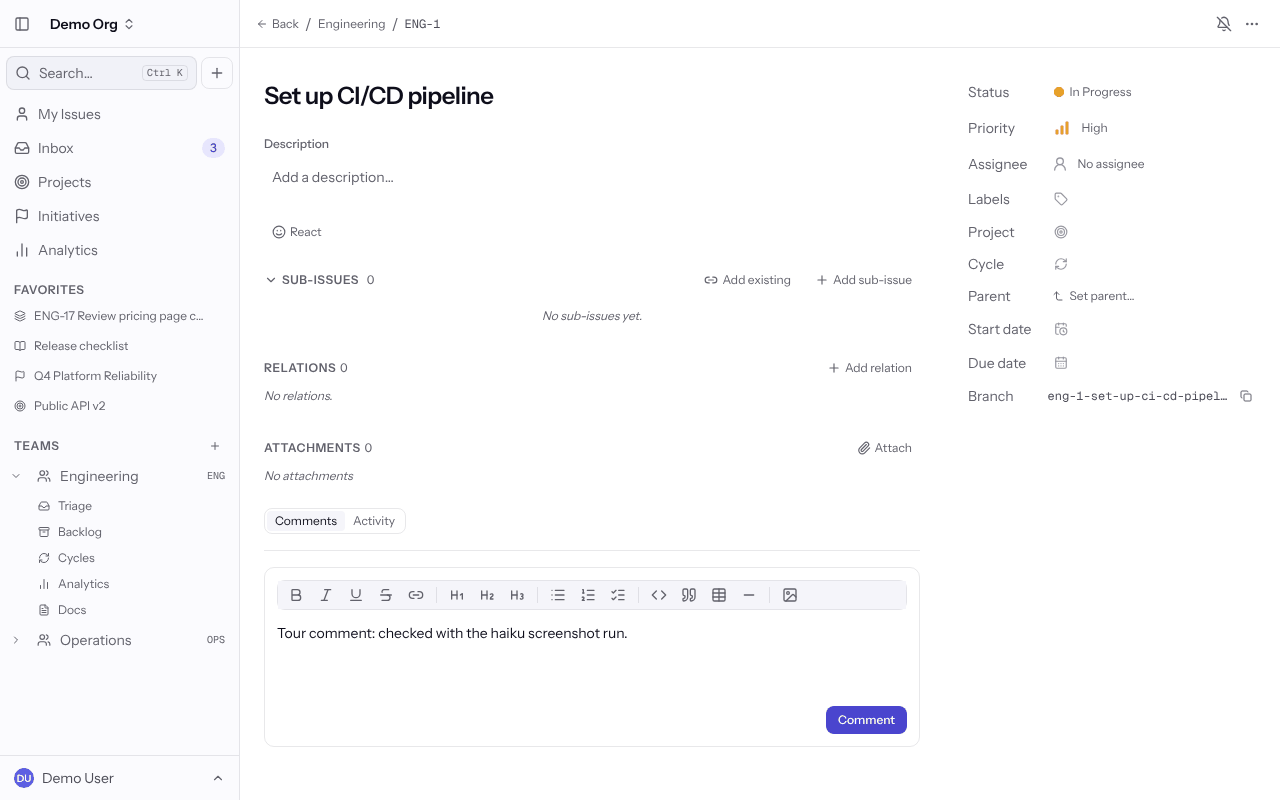 Demo Org
Back / Engineering / ENG-1
Search...
Ctrl K
My Issues
Inbox
3
Projects
Initiatives
Analytics
FAVORITES
ENG-17 Review pricing page c...
Release checklist
Q4 Platform Reliability
Public API v2
TEAMS
Engineering
ENG
Triage
Backlog
Cycles
Analytics
Docs
Operations
OPS
DU
Demo User
Set up CI/CD pipeline
Description
Add a description...
React
SUB-ISSUES 0
Add existing
Add sub-issue
No sub-issues yet.
RELATIONS 0
Add relation
No relations.
ATTACHMENTS 0
Attach
No attachments
Comments
Activity
H1
H2
H3
Tour comment: checked with the haiku screenshot run.
Comment
Status
In Progress
Priority
High
Assignee
No assignee
Labels
Project
Cycle
Parent
Set parent...
Start date
Due date
Branch
eng-1-set-up-ci-cd-pipel...